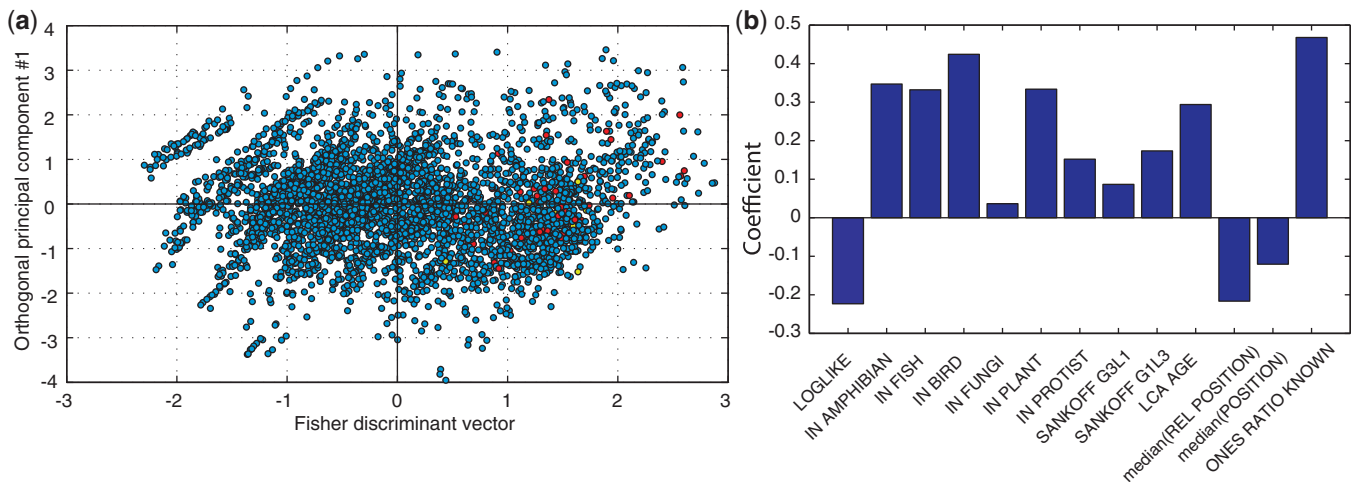 (a)
Orthogonal principal component #1
4
3
2
1
0
-1
-2
-3
-4
-3
-2
-1
0
1
2
3
Fisher discriminant vector
(b)
Coefficient
0.5
0.4
0.3
0.2
0.1
0
-0.1
-0.2
-0.3
LOGLIKE
IN AMPHIBIAN
IN FISH
IN BIRD
IN FUNGI
IN PLANT
IN PROTIST
SANKOFF G3L1
SANKOFF G1L3
LCA AGE
median(REL POSITION)
median(POSITION)
ONES RATIO KNOWN